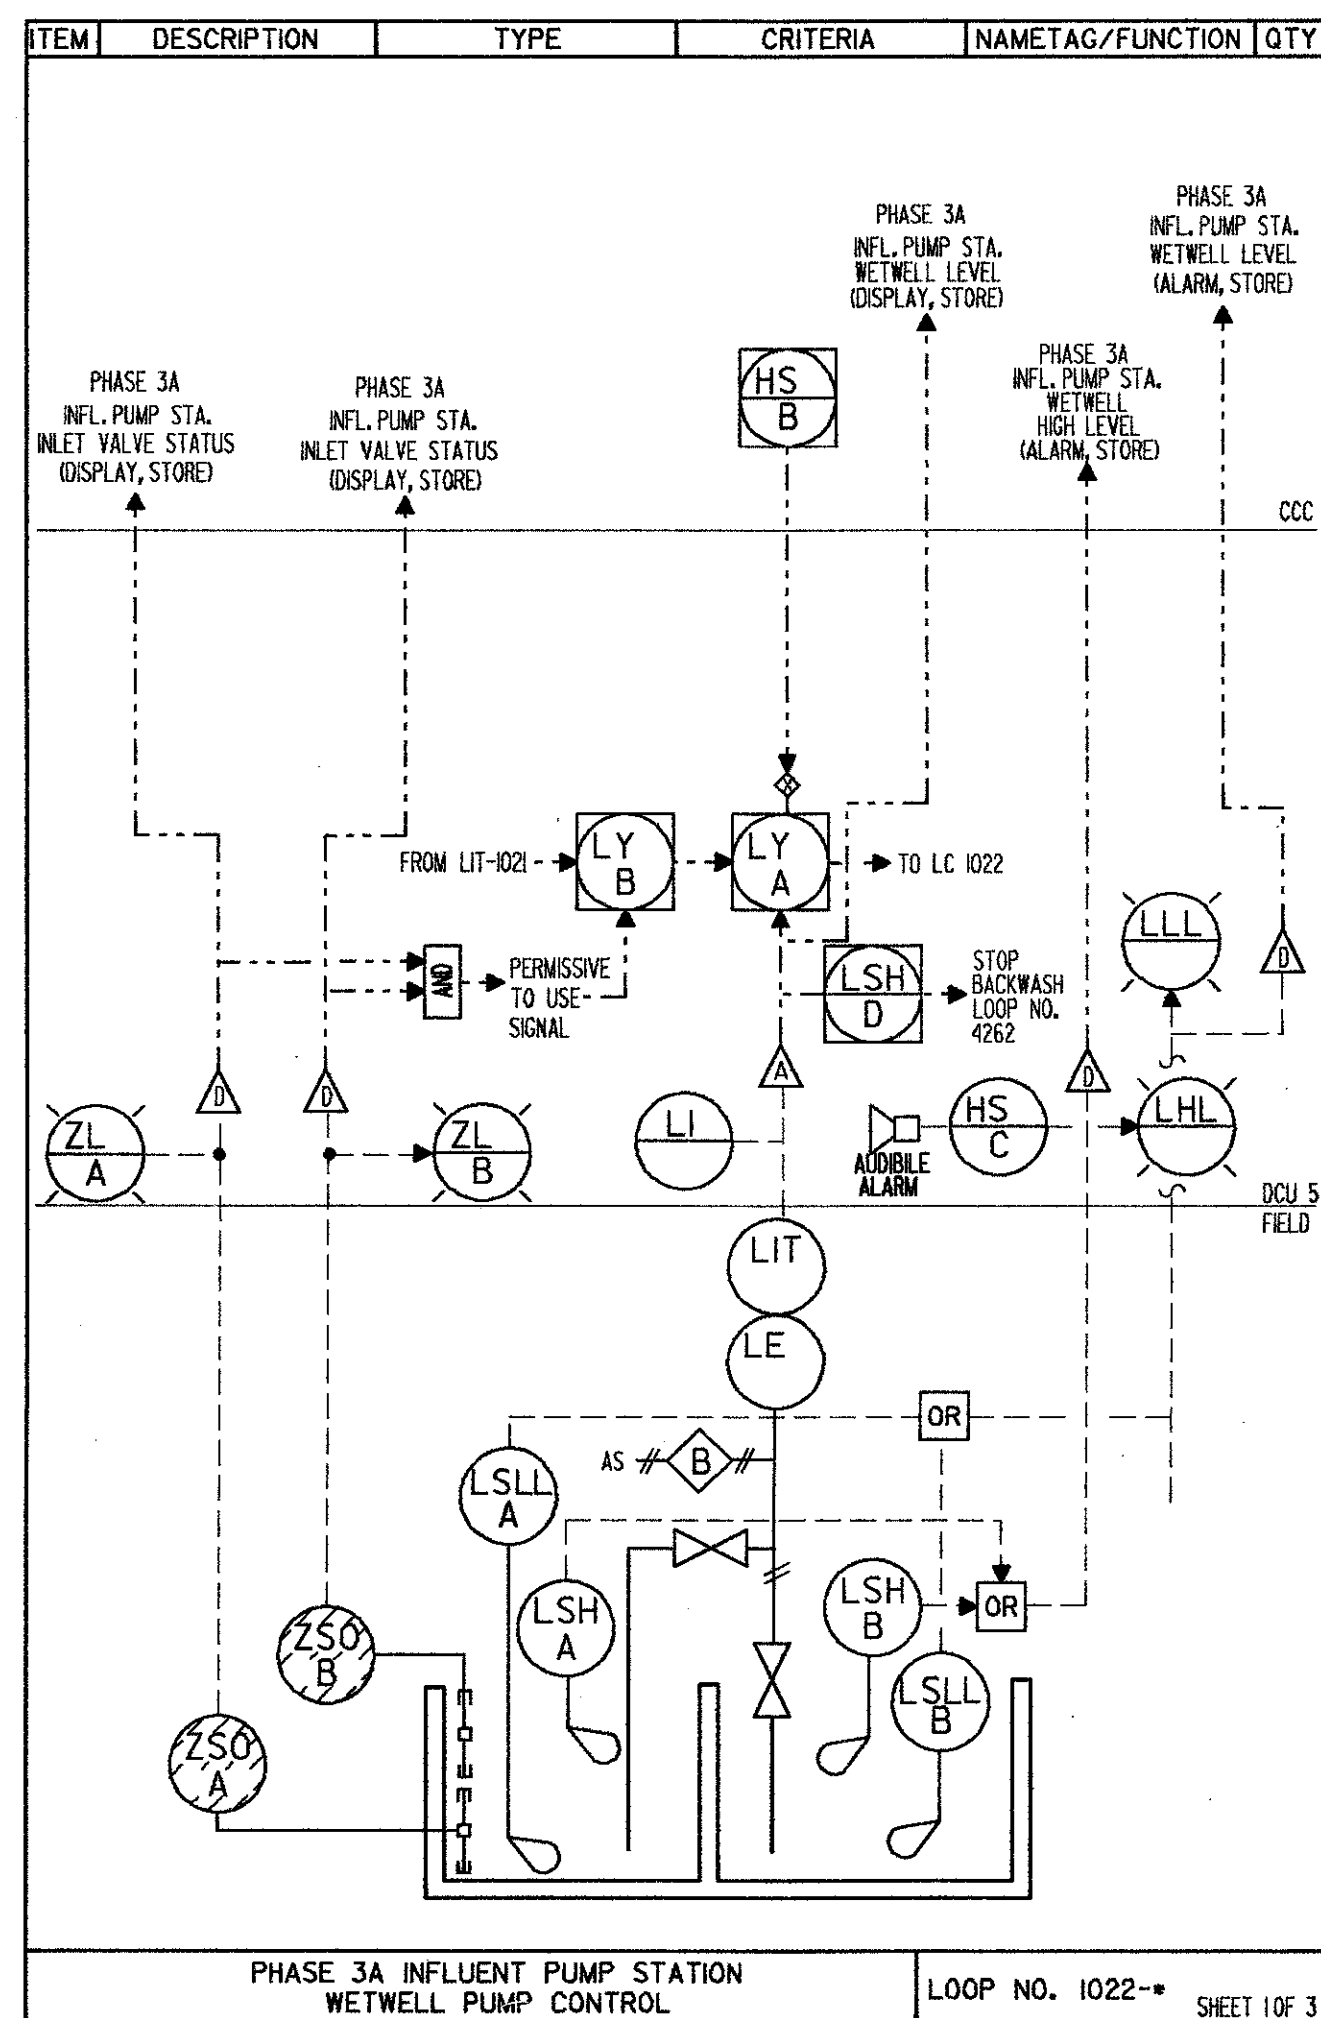 ITEM DESCRIPTION TYPE CRITERIA NAMETAG/FUNCTION QTY
PHASE 3A
INFL. PUMP STA.
WETWELL LEVEL
(ALARM, STORE)
PHASE 3A
INFL. PUMP STA.
WETWELL LEVEL
(DISPLAY, STORE)
PHASE 3A
INFL. PUMP STA.
WETWELL
HIGH LEVEL
(ALARM, STORE)
HS
B
PHASE 3A
INFL. PUMP STA.
INLET VALVE STATUS
(DISPLAY, STORE)
PHASE 3A
INFL. PUMP STA.
INLET VALVE STATUS
(DISPLAY, STORE)
CCC
X
FROM LIT-1021
LY
B
LY
A
TO LC 1022
LLL
D
AND
PERMISSIVE
TO USE
SIGNAL
LSH
D
STOP
BACKWASH
LOOP NO.
4262
D
D
A
D
ZL
A
ZL
B
LI
AUDIBILE
ALARM
HS
C
LHL
DCU 5
FIELD
LIT
LE
OR
AS
B
LSLL
A
LSH
A
LSH
B
OR
LSLL
B
ZSO
B
ZSO
A
PHASE 3A INFLUENT PUMP STATION
WETWELL PUMP CONTROL
LOOP NO. 1022-*
SHEET 1 OF 3